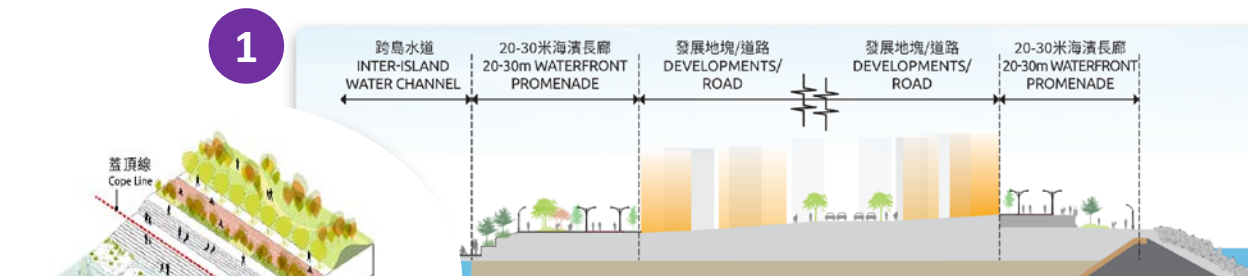 1
跨島水道
INTER-ISLAND
WATER CHANNEL
20-30米海濱長廊
20-30m WATERFRONT
PROMENADE
發展地塊/道路
DEVELOPMENTS/
ROAD
發展地塊/道路
DEVELOPMENTS/
ROAD
20-30米海濱長廊
20-30m WATERFRONT
PROMENADE
蓋頂線
Cope Line